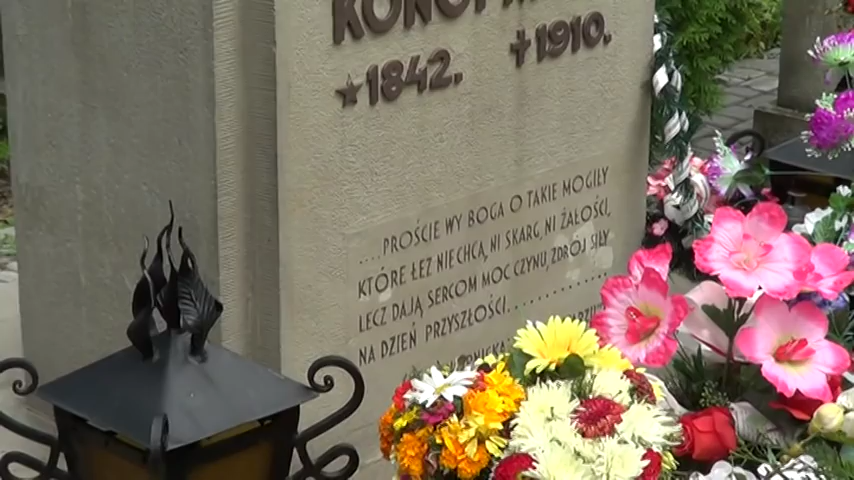 KONOP
★1842. ✝1910.
.... PROŚCIE WY BOGA O TAKIE MOGIŁY
KTÓRE ŁEZ NIE CHCĄ, NI SKARG, NI ŻAŁOŚCI,
LECZ DAJĄ SERCOM MOC CZYNU, ZDRÓJ SIŁY
NA DZIEŃ PRZYSZŁOŚCI.........